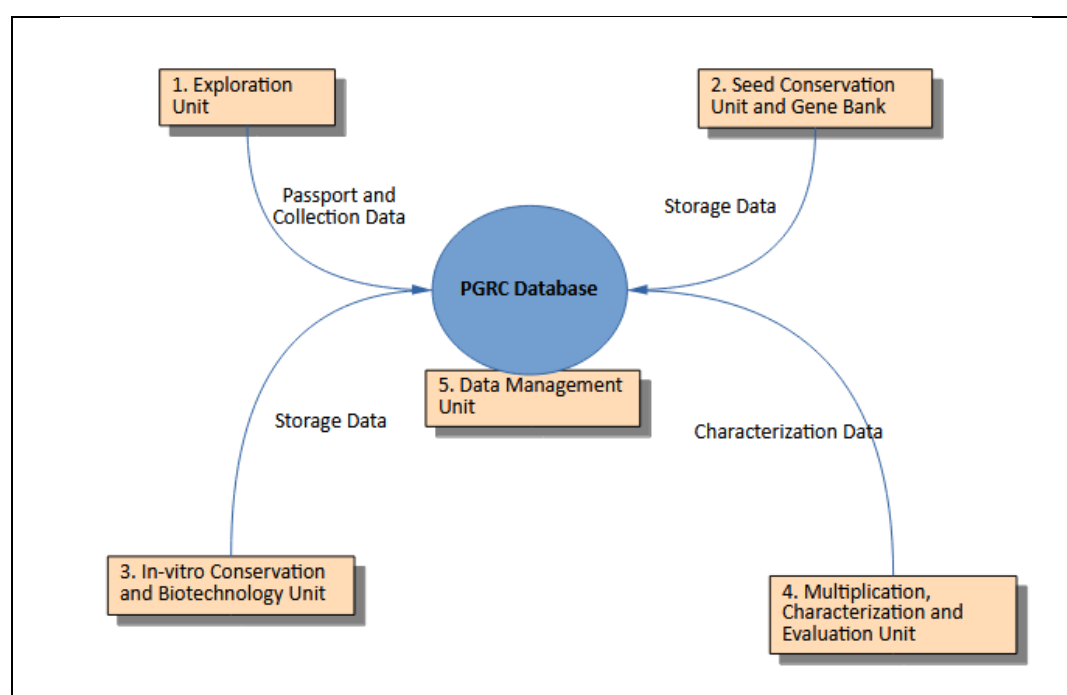 1. Exploration
Unit
2. Seed Conservation
Unit and Gene Bank
Passport and
Collection Data
Storage Data
PGRC Database
5. Data Management
Unit
Storage Data
Characterization Data
3. In-vitro Conservation
and Biotechnology Unit
4. Multiplication,
Characterization and
Evaluation Unit